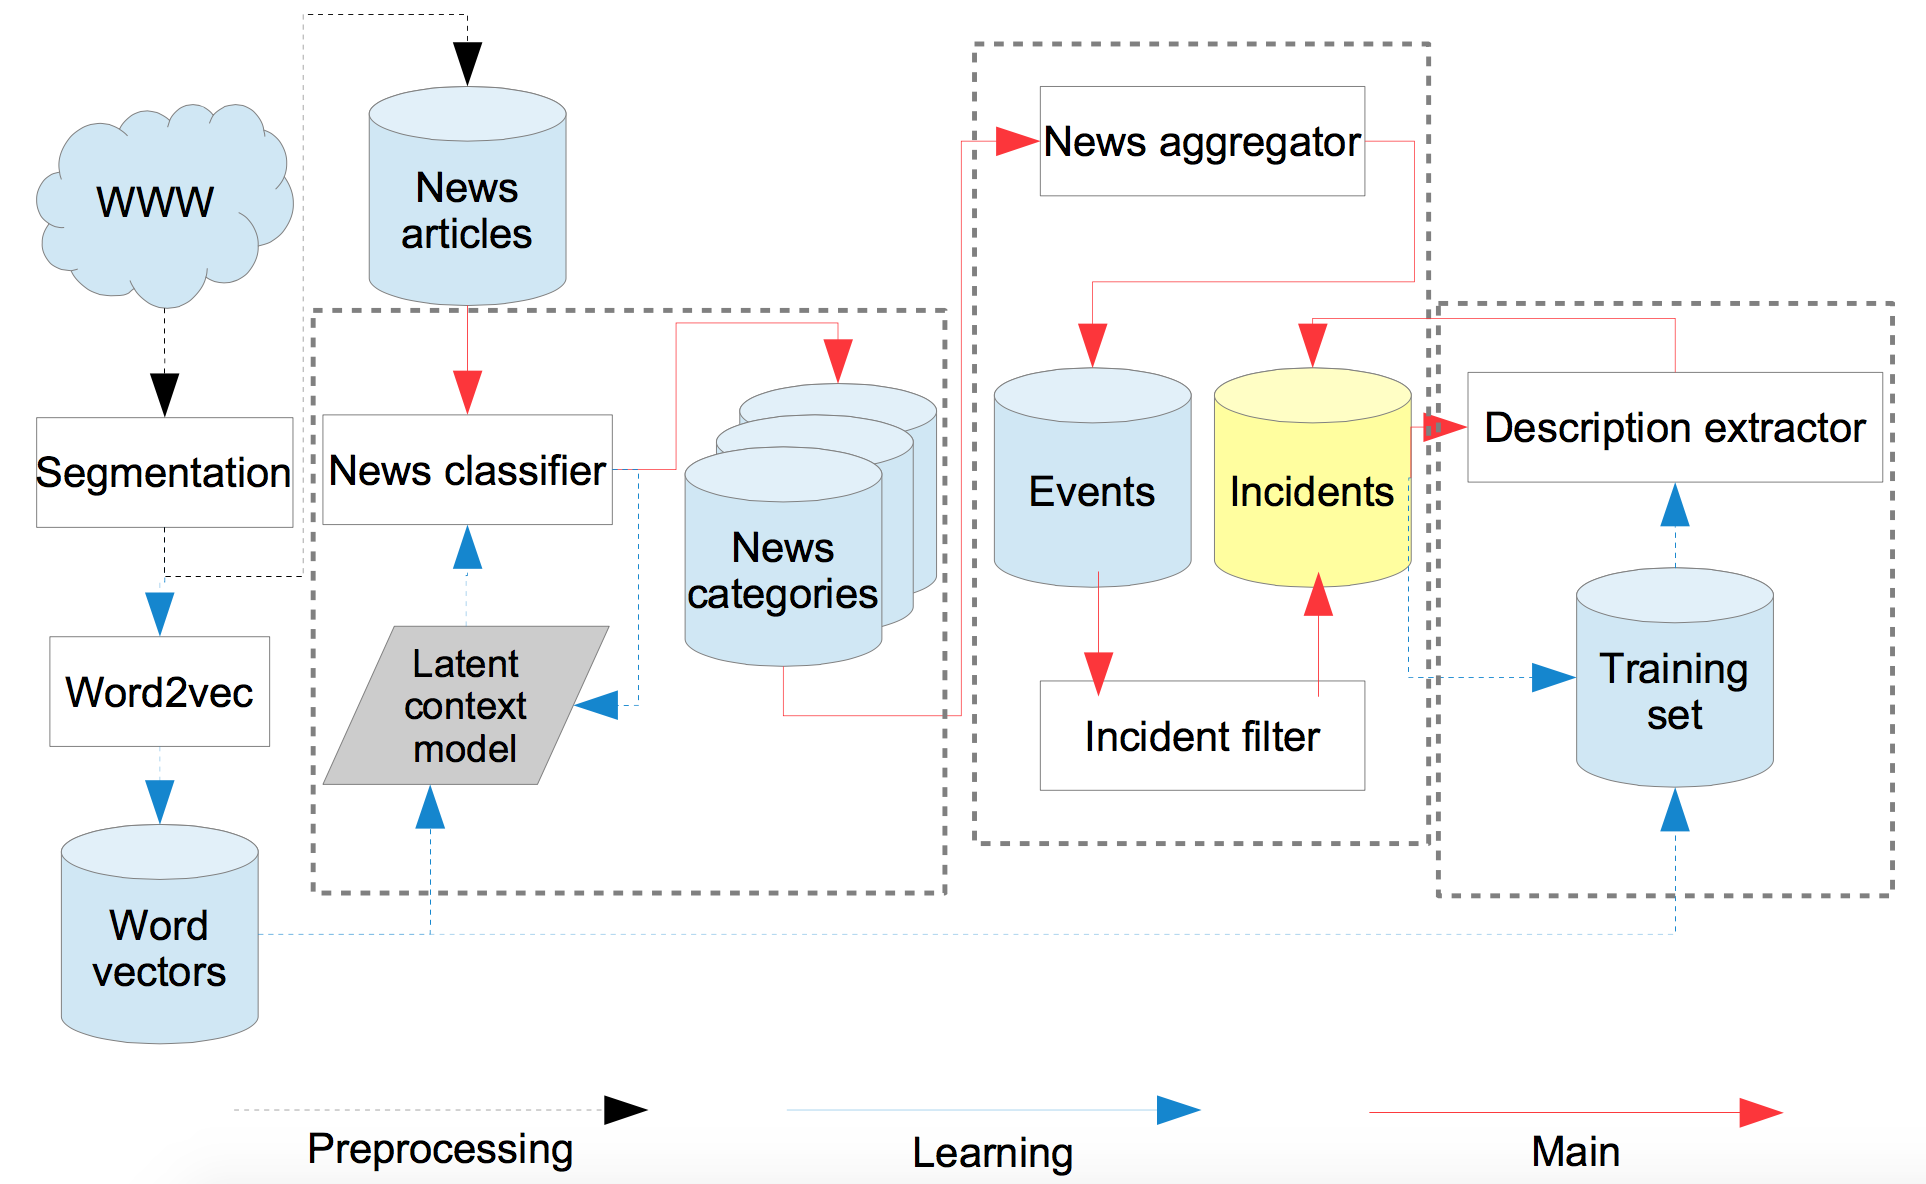 WWW
News
articles
News aggregator
Segmentation
News classifier
News
categories
Events
Incidents
Description extractor
Word2vec
Latent
context
model
Incident filter
Training
set
Word
vectors
Preprocessing
Learning
Main